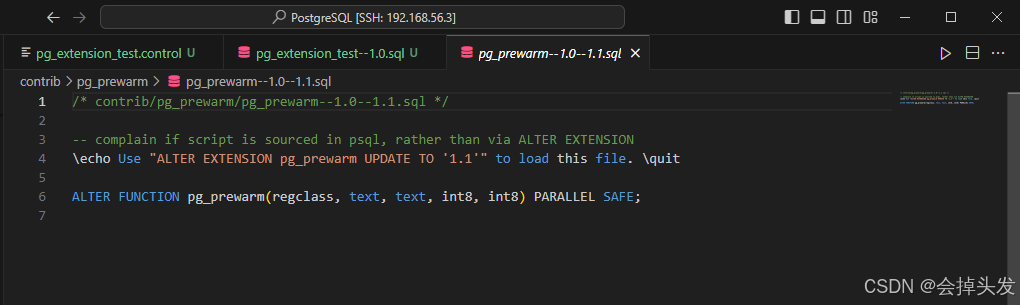 PostgreSQL [SSH: 192.168.56.3]
pg_extension_test.control U pg_extension_test--1.0.sql U pg_prewarm--1.0--1.1.sql
contrib > pg_prewarm > pg_prewarm--1.0--1.1.sql
1 /* contrib/pg_prewarm/pg_prewarm--1.0--1.1.sql */
2
3 -- complain if script is sourced in psql, rather than via ALTER EXTENSION
4 \echo Use "ALTER EXTENSION pg_prewarm UPDATE TO '1.1'" to load this file. \quit
5
6 ALTER FUNCTION pg_prewarm(regclass, text, text, int8, int8) PARALLEL SAFE;
7
CSDN @会掉头发